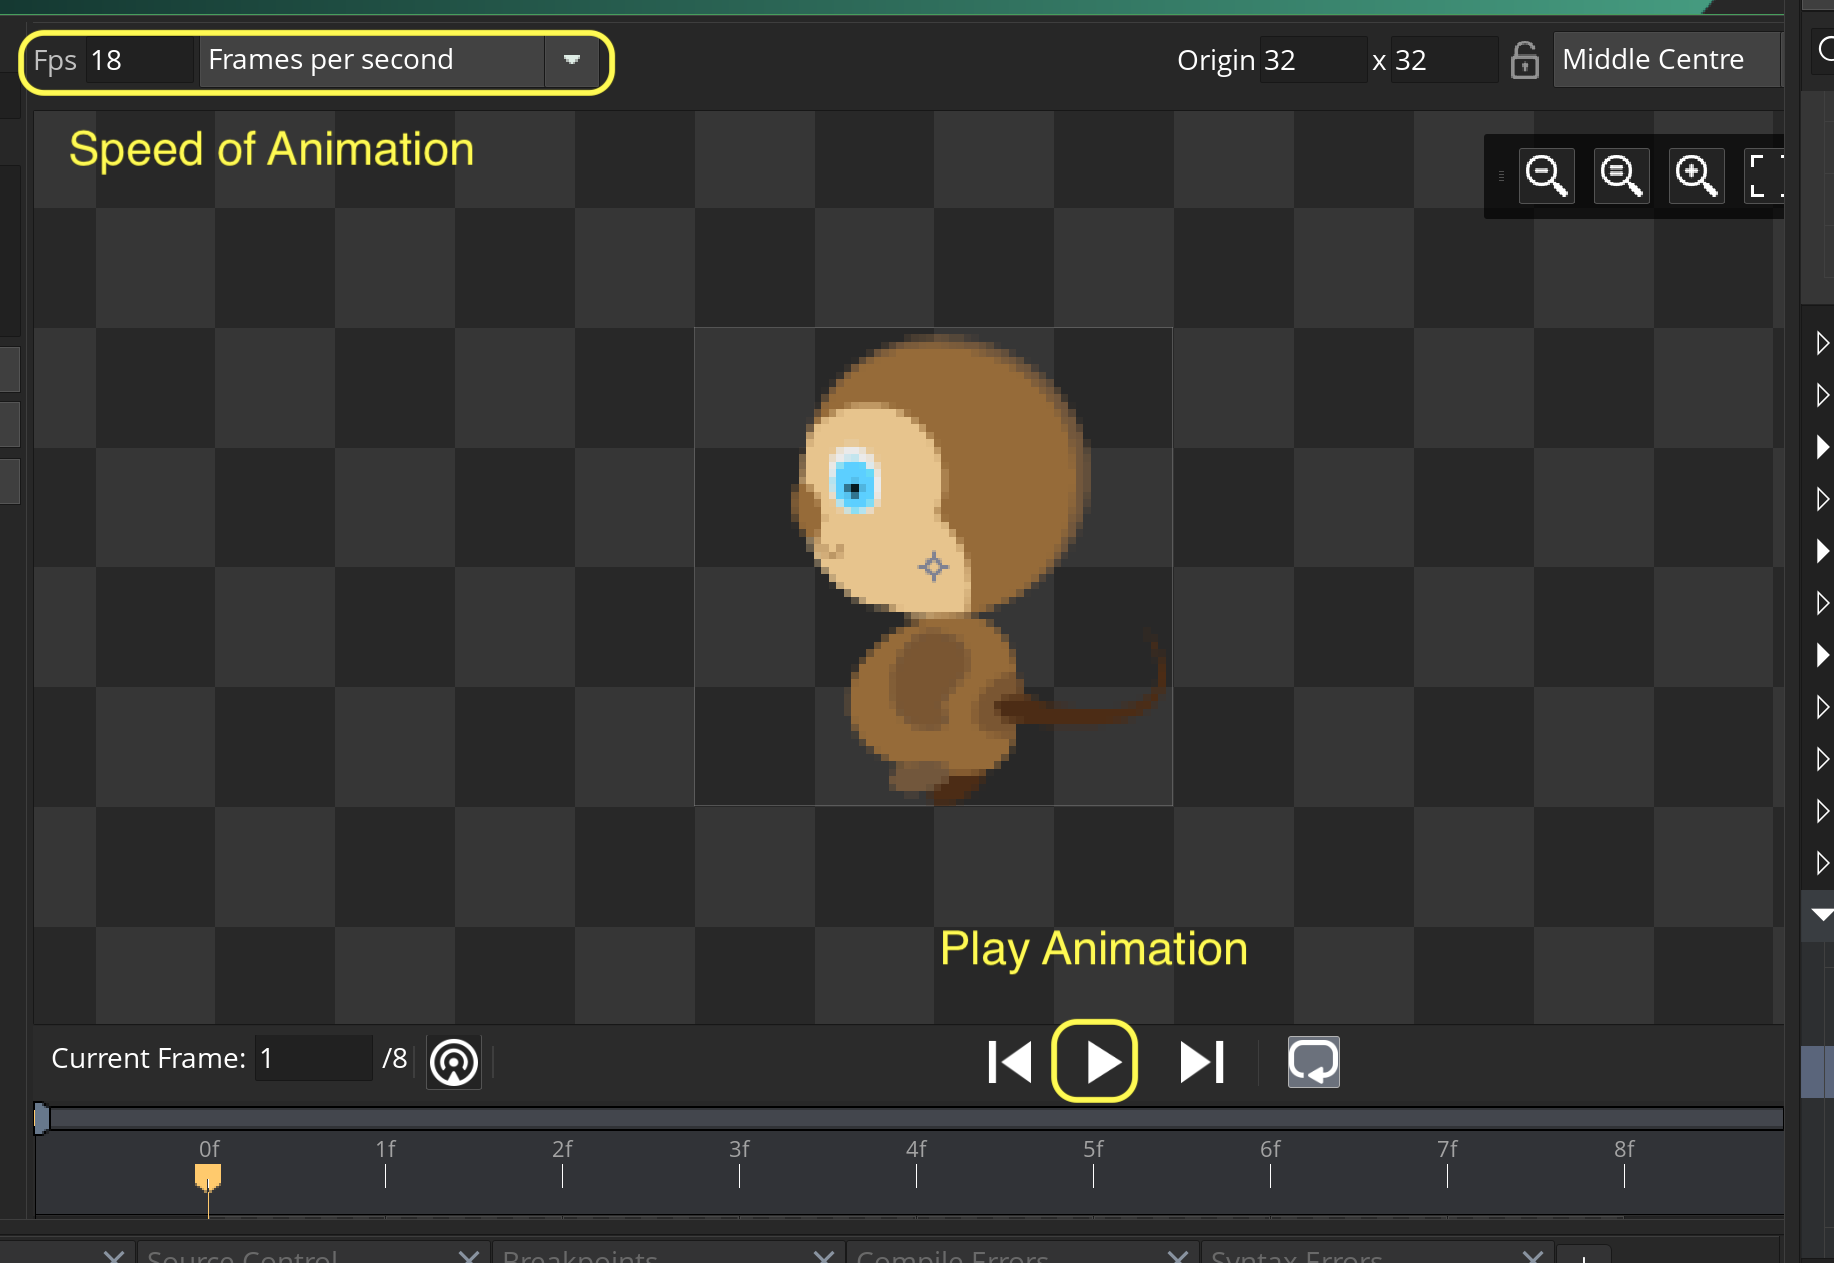 Fps 18 Frames per second
Origin 32 x 32 Middle Centre
Speed of Animation
Play Animation
Current Frame: 1 /8
0f 1f 2f 3f 4f 5f 6f 7f 8f
Source Control Breakpoints Compile Errors Syntax Errors